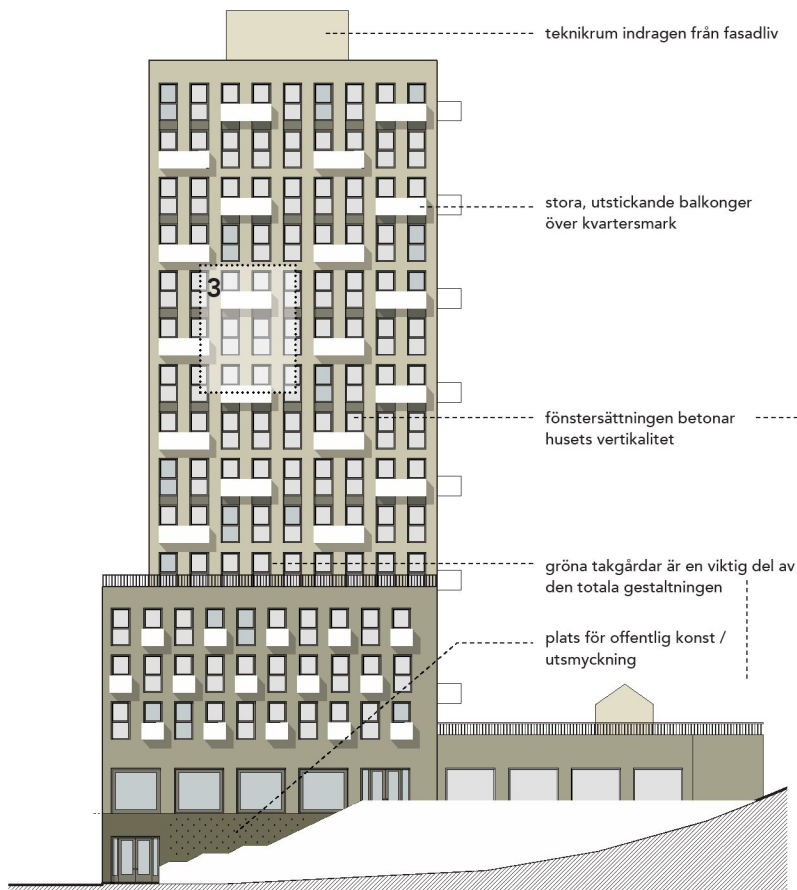 teknikrum indragen från fasadliv
stora, utstickande balkonger
över kvartersmark
3
fönstersättningen betonar
husets vertikalitet
gröna takgårdar är en viktig del av
den totala gestaltningen
plats för offentlig konst /
utsmyckning